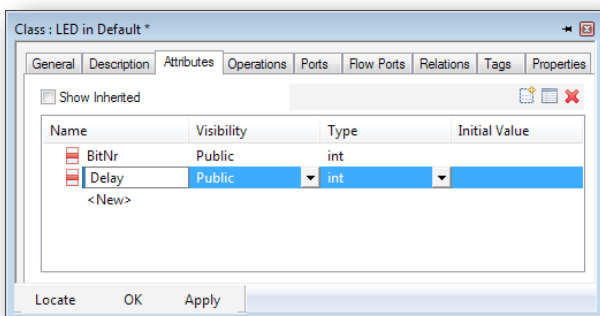 Class : LED in Default *
General Description Attributes Operations Ports Flow Ports Relations Tags Properties
Show Inherited
Name Visibility Type Initial Value
BitNr Public int
Delay Public int
<New>
Locate OK Apply